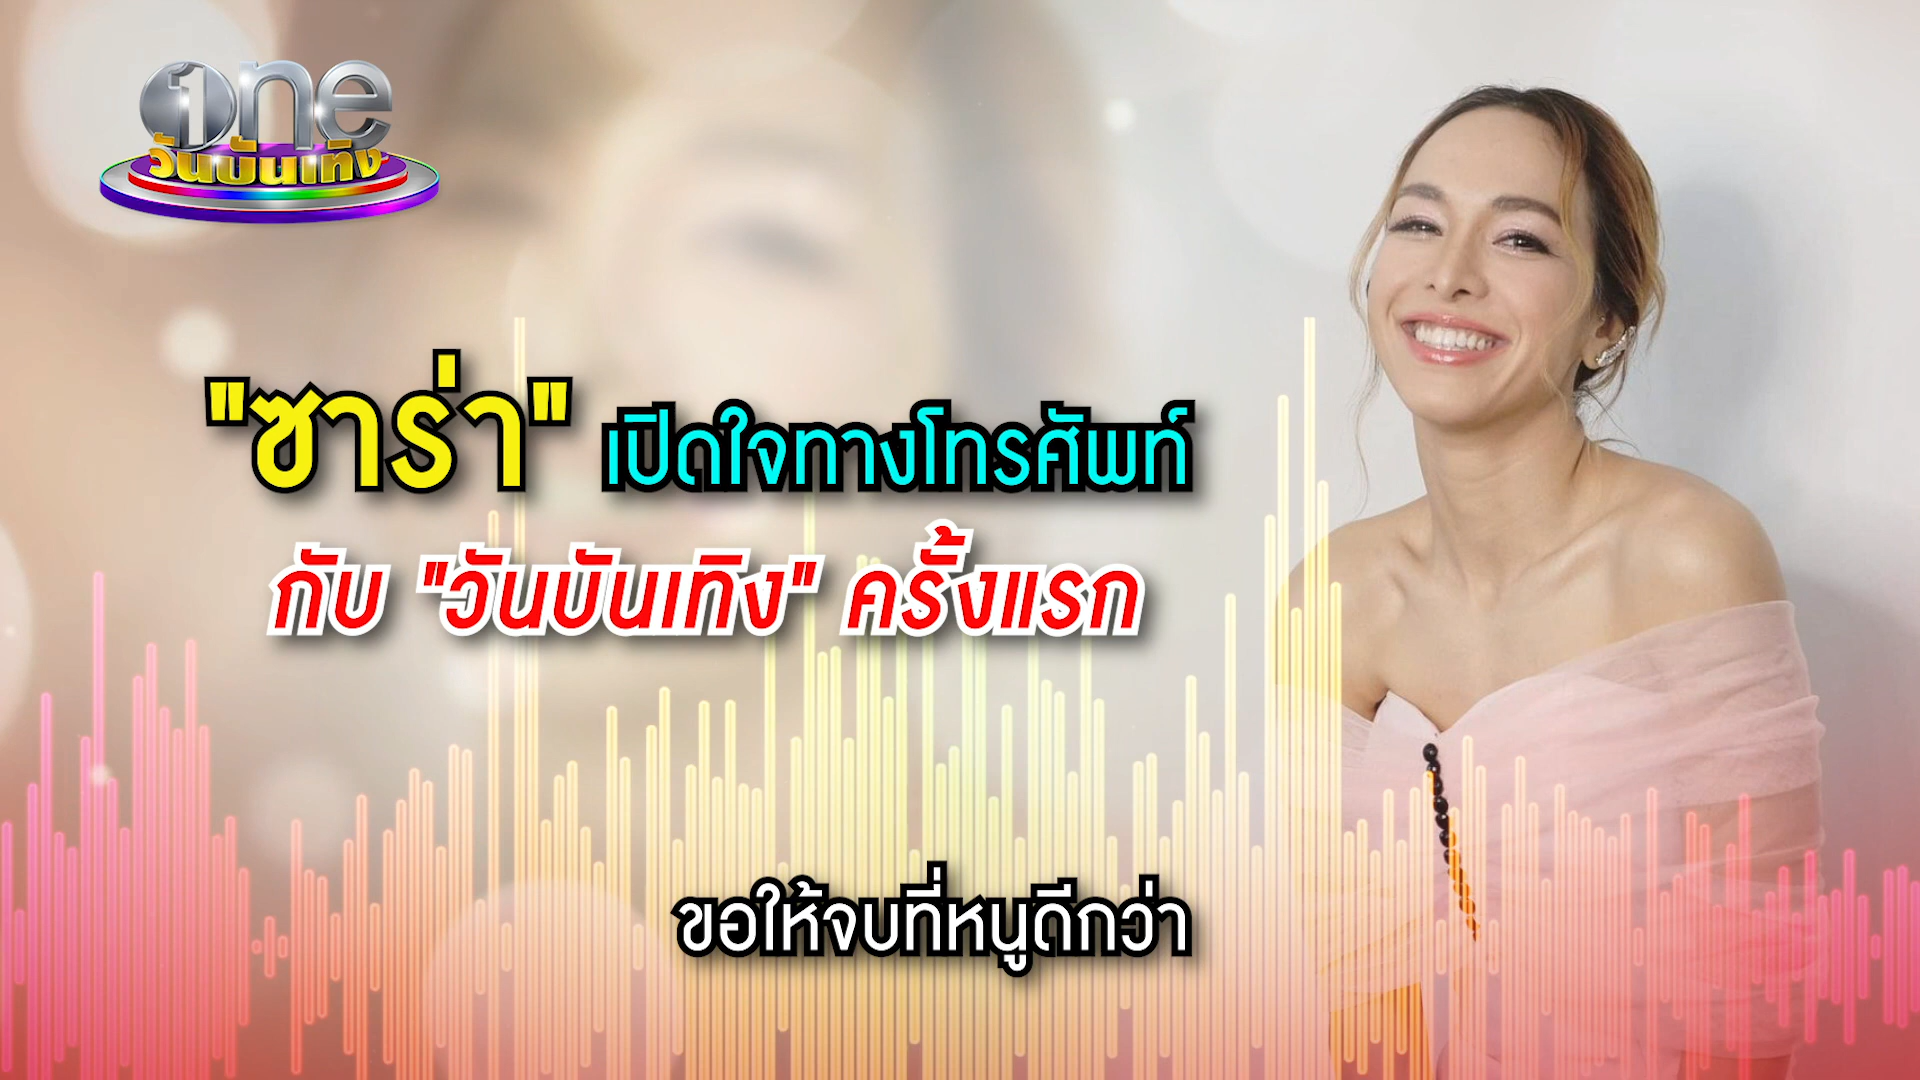 one
วันบันเทิง
"ซาร่า" เปิดใจทางโทรศัพท์
กับ "วันบันเทิง" ครั้งแรก
ขอให้จบที่หนูดีกว่า